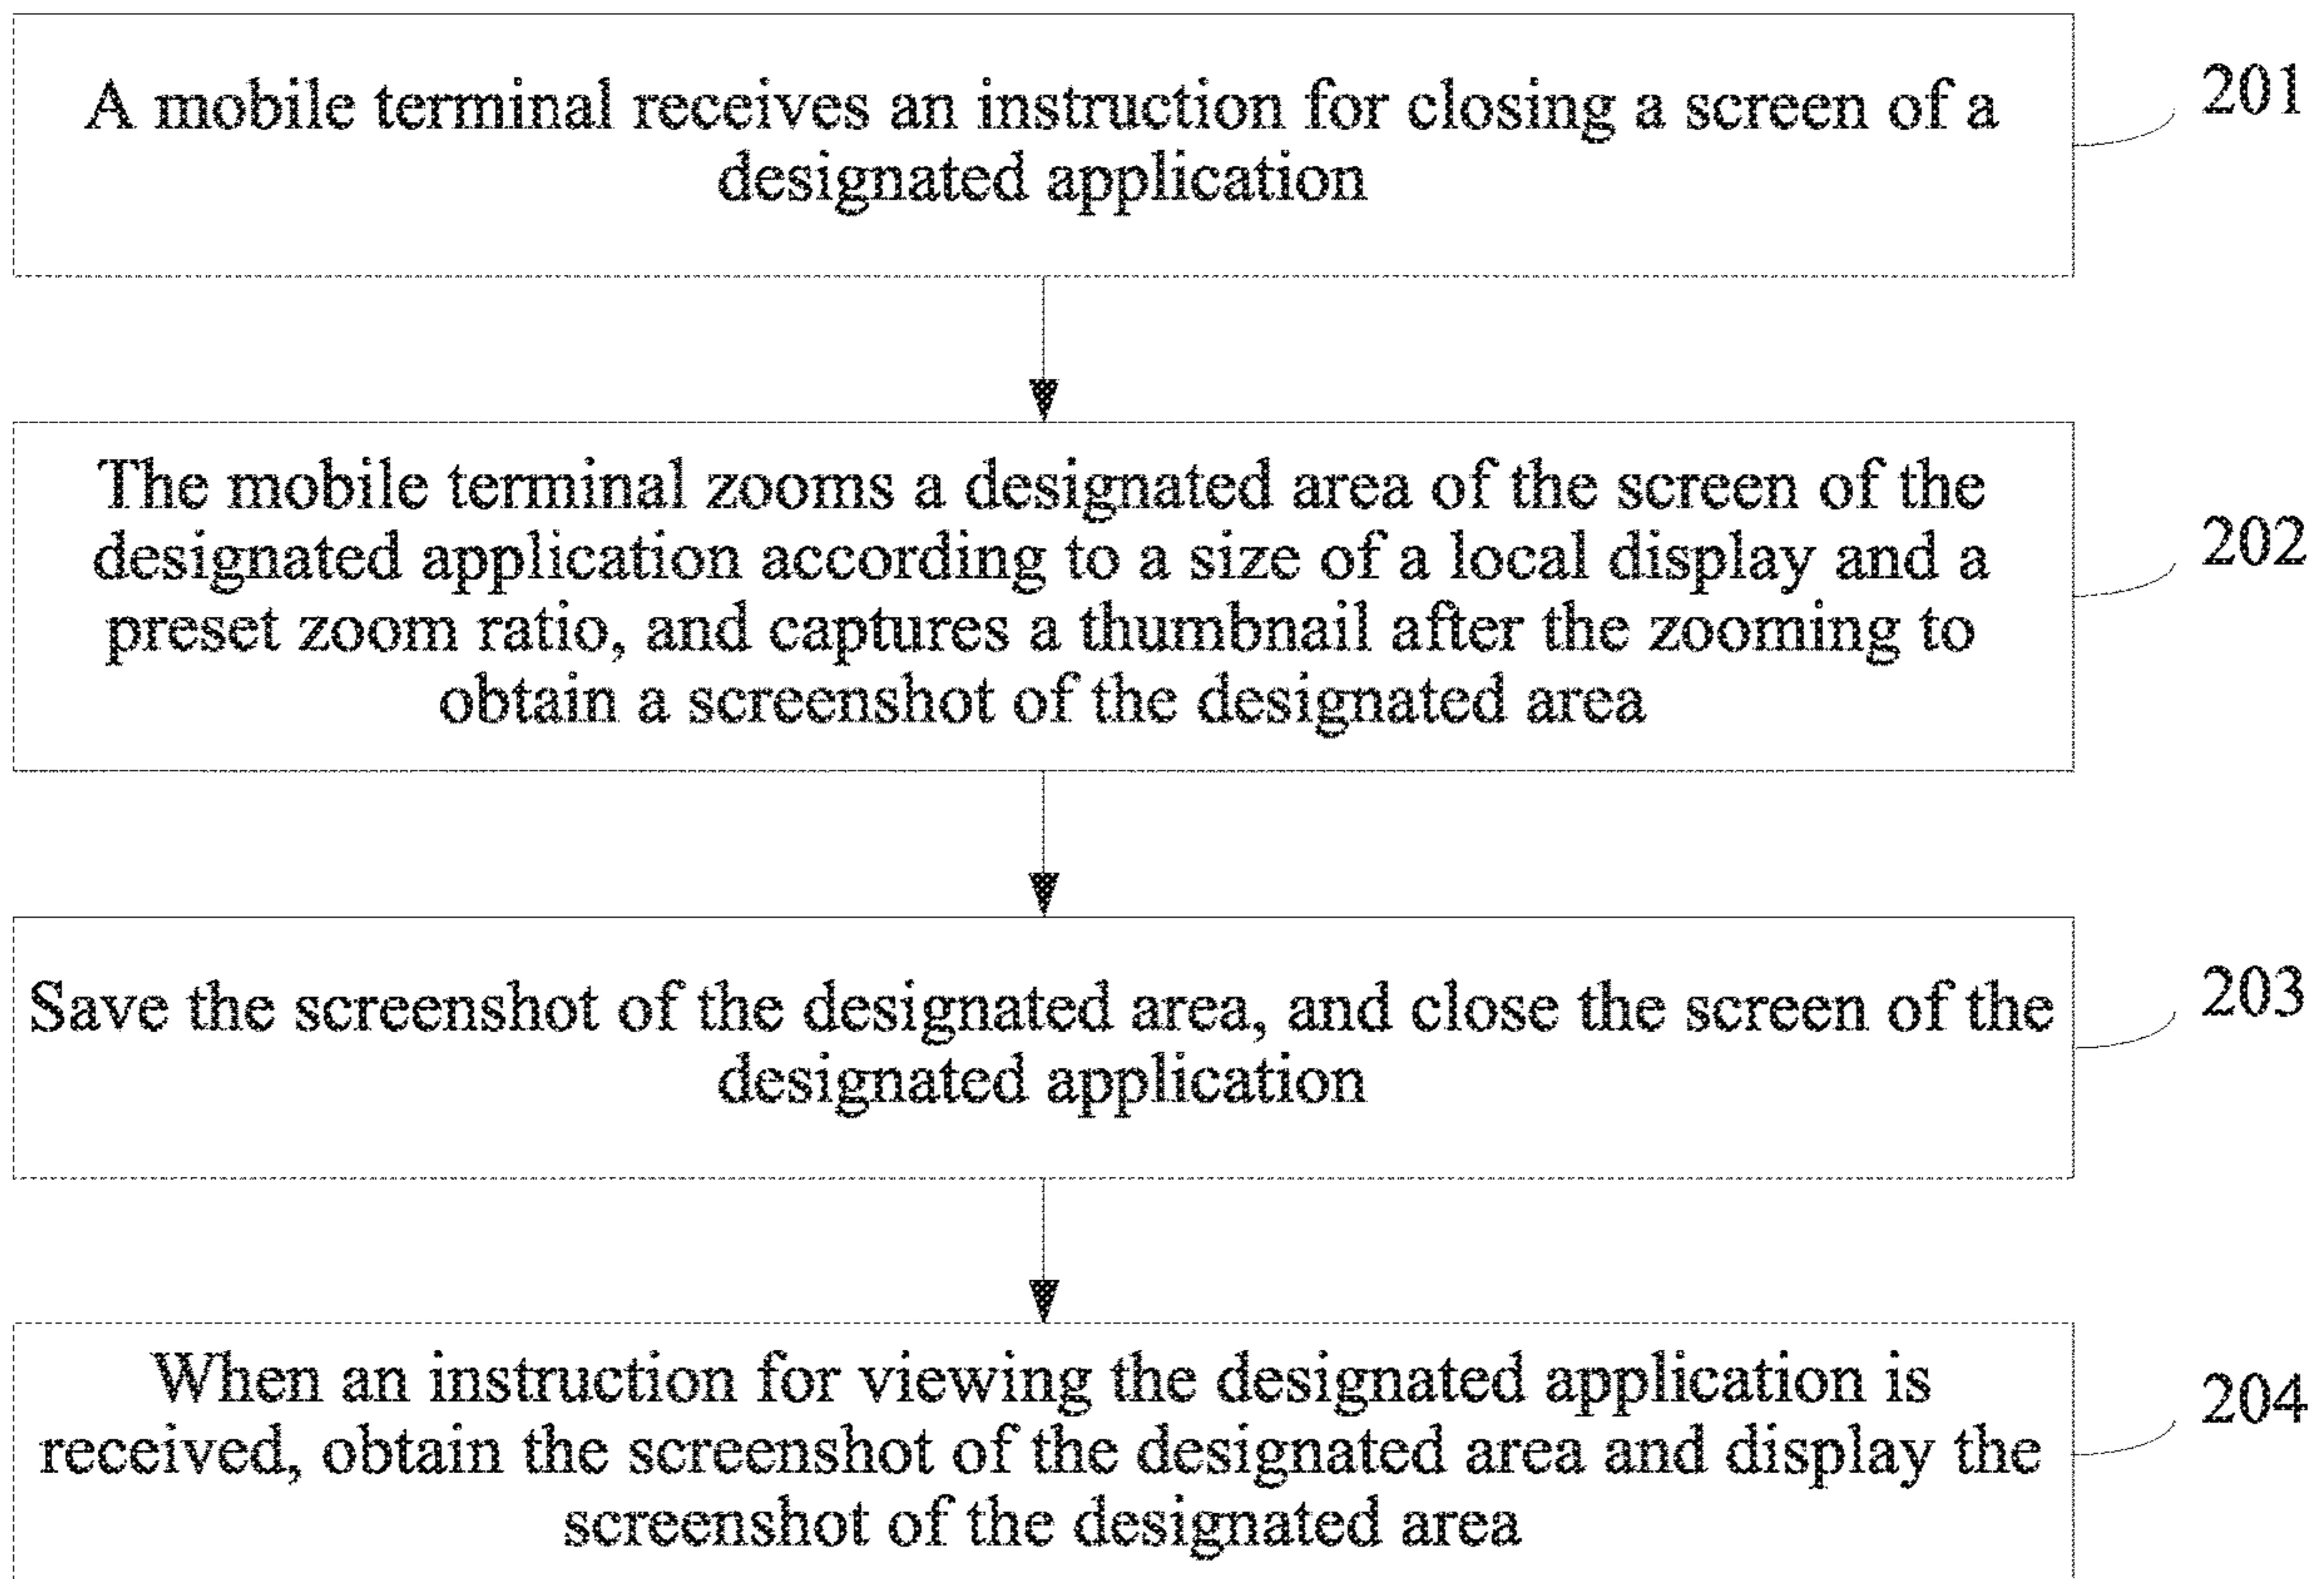 A mobile terminal receives an instruction for closing a screen of a
designated application
201
The mobile terminal zooms a designated area of the screen of the
designated application according to a size of a local display and a
preset zoom ratio, and captures a thumbnail after the zooming to
obtain a screenshot of the designated area
202
Save the screenshot of the designated area, and close the screen of the
designated application
203
When an instruction for viewing the designated application is
received, obtain the screenshot of the designated area and display the
screenshot of the designated area
204